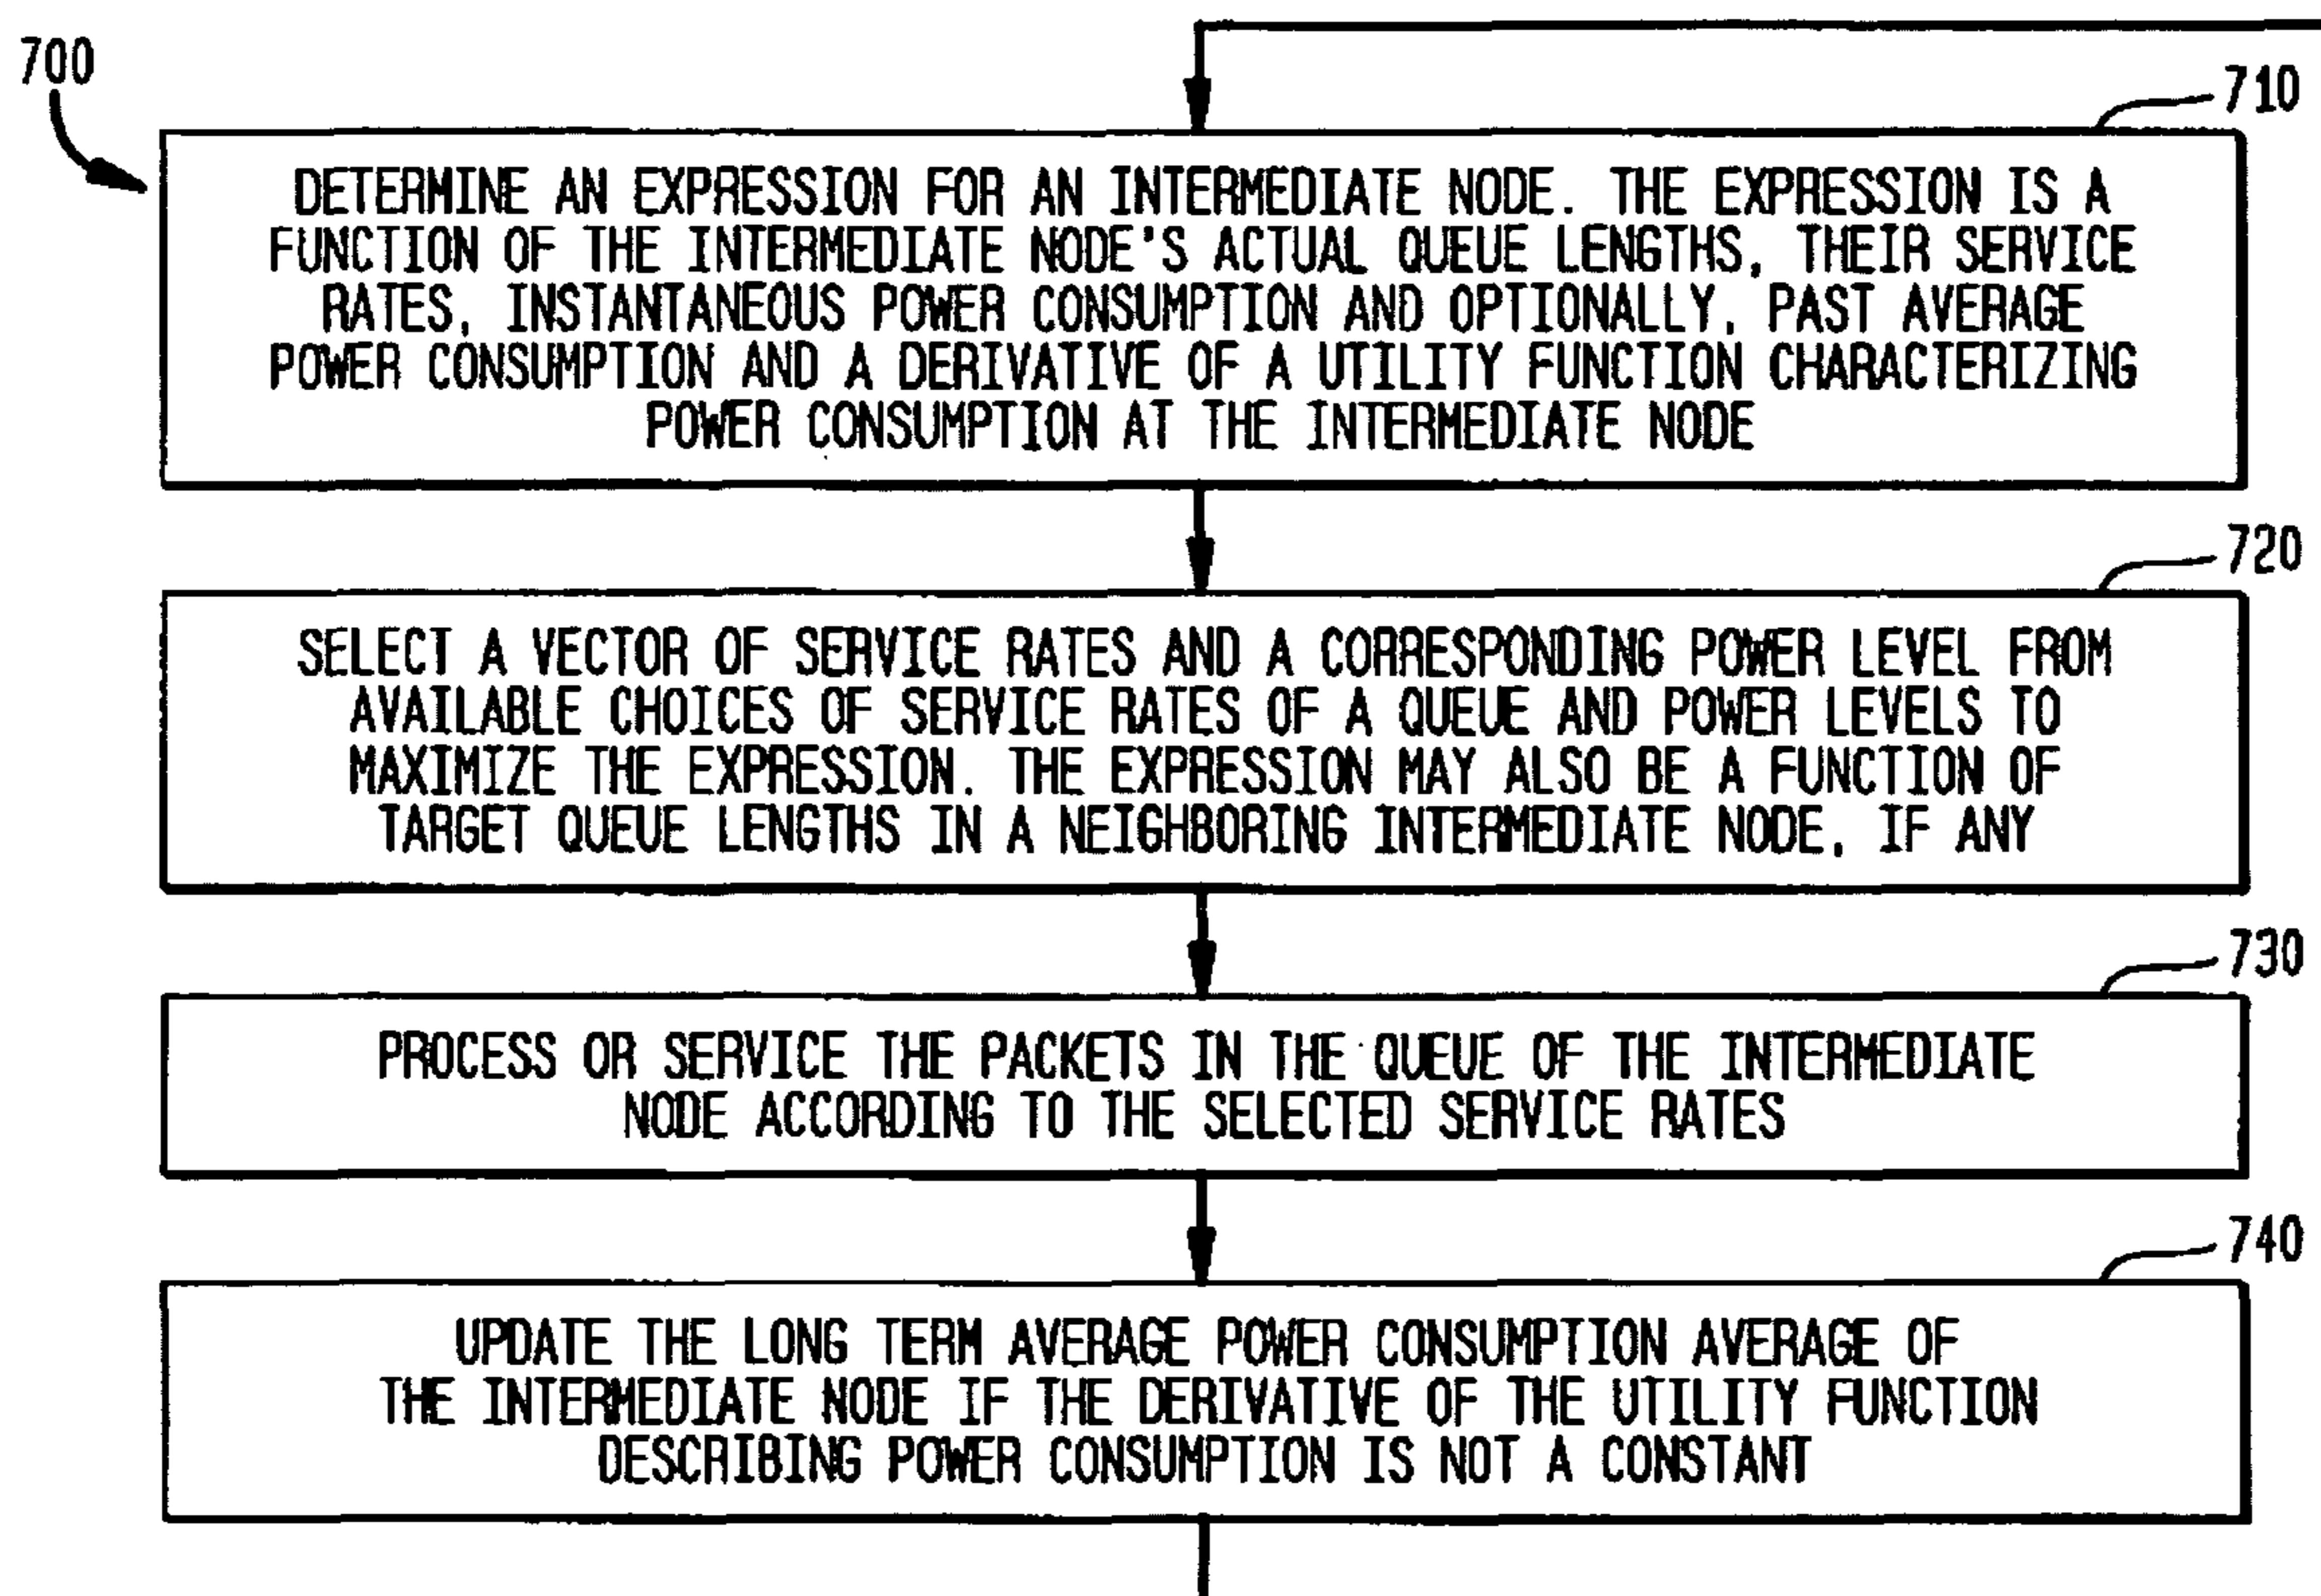 700
710
DETERMINE AN EXPRESSION FOR AN INTERMEDIATE NODE. THE EXPRESSION IS A
FUNCTION OF THE INTERMEDIATE NODE'S ACTUAL QUEUE LENGTHS, THEIR SERVICE
RATES, INSTANTANEOUS POWER CONSUMPTION AND OPTIONALLY, PAST AVERAGE
POWER CONSUMPTION AND A DERIVATIVE OF A UTILITY FUNCTION CHARACTERIZING
POWER CONSUMPTION AT THE INTERMEDIATE NODE
720
SELECT A VECTOR OF SERVICE RATES AND A CORRESPONDING POWER LEVEL FROM
AVAILABLE CHOICES OF SERVICE RATES OF A QUEUE AND POWER LEVELS TO
MAXIMIZE THE EXPRESSION. THE EXPRESSION MAY ALSO BE A FUNCTION OF
TARGET QUEUE LENGTHS IN A NEIGHBORING INTERMEDIATE NODE, IF ANY
730
PROCESS OR SERVICE THE PACKETS IN THE QUEUE OF THE INTERMEDIATE
NODE ACCORDING TO THE SELECTED SERVICE RATES
740
UPDATE THE LONG TERM AVERAGE POWER CONSUMPTION AVERAGE OF
THE INTERMEDIATE NODE IF THE DERIVATIVE OF THE UTILITY FUNCTION
DESCRIBING POWER CONSUMPTION IS NOT A CONSTANT